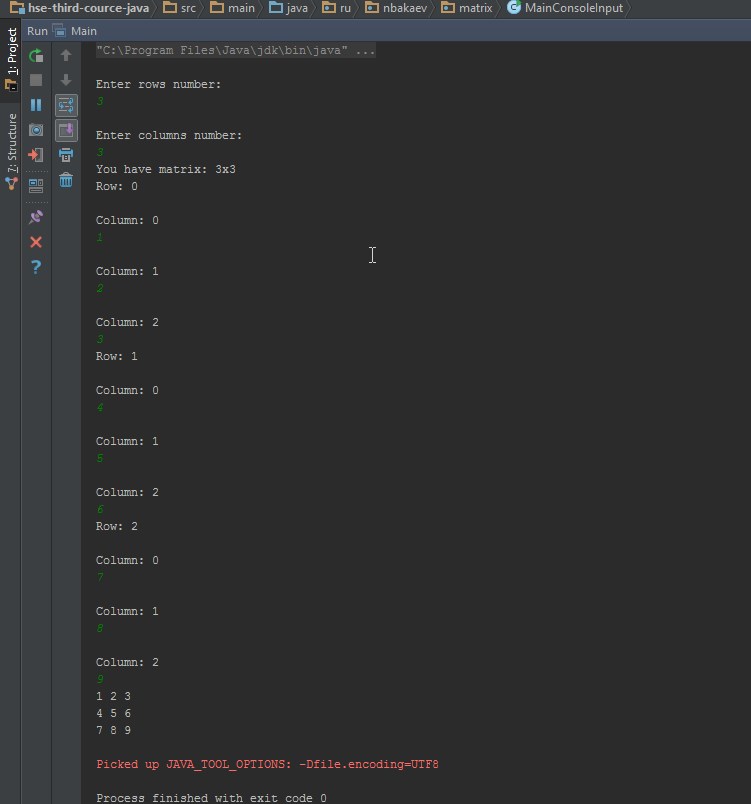 hse-third-cource-java src main java ru nbakaev matrix MainConsoleInput
Run Main
1: Project
7: Structure
"C:\Program Files\Java\jdk\bin\java" ...
Enter rows number:
3
Enter columns number:
3
You have matrix: 3x3
Row: 0
Column: 0
1
Column: 1
2
Column: 2
3
Row: 1
Column: 0
4
Column: 1
5
Column: 2
6
Row: 2
Column: 0
7
Column: 1
8
Column: 2
9
1 2 3
4 5 6
7 8 9
Picked up JAVA_TOOL_OPTIONS: -Dfile.encoding=UTF8
Process finished with exit code 0